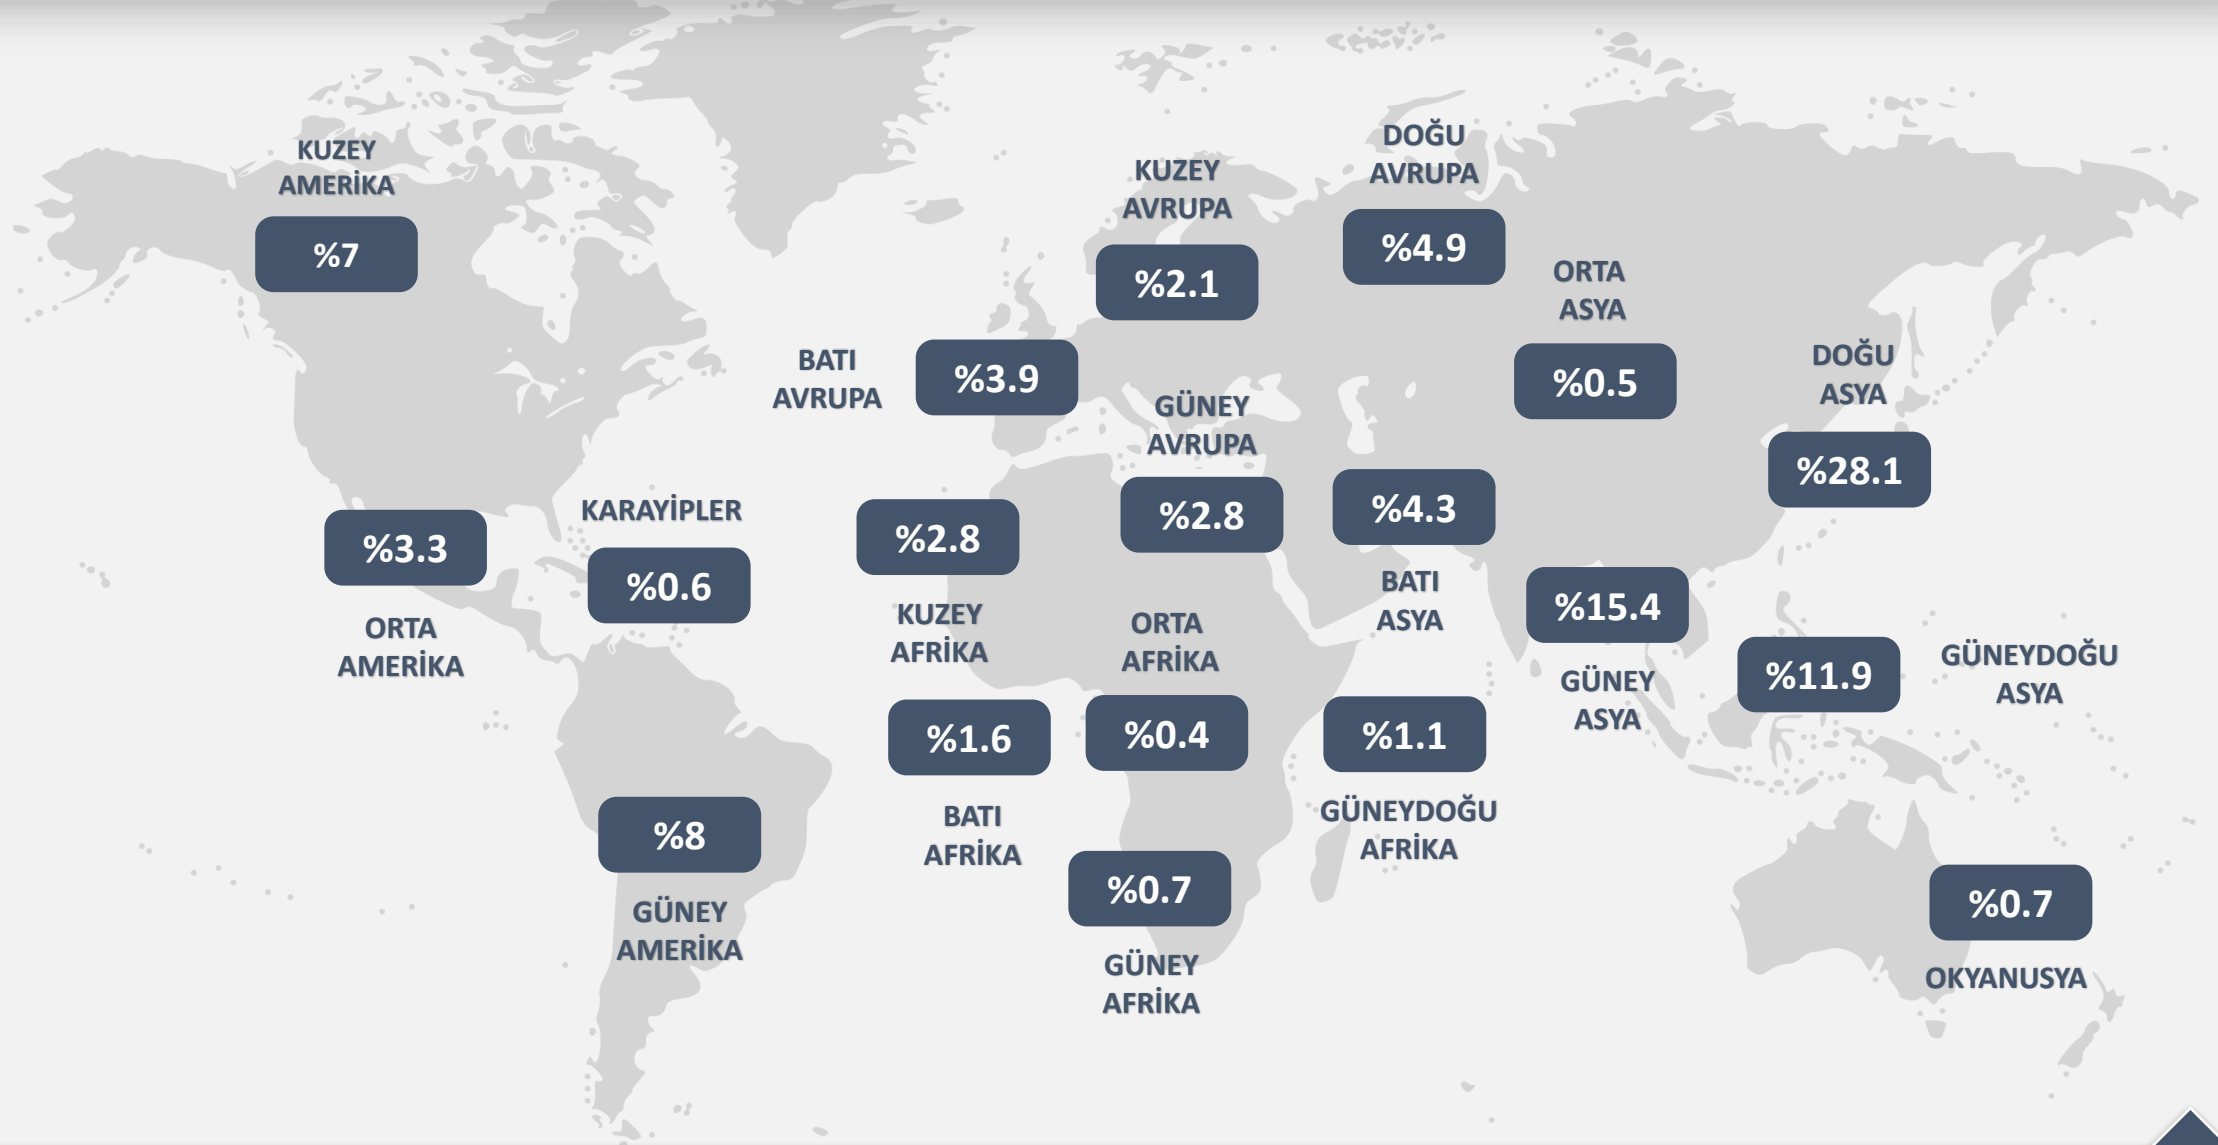 KUZEY
AMERİKA
%7
DOĞU
AVRUPA
%4.9
KUZEY
AVRUPA
%2.1
ORTA
ASYA
%0.5
BATI
AVRUPA
%3.9
DOĞU
ASYA
%28.1
GÜNEY
AVRUPA
%2.8
%4.3
BATI
ASYA
%3.3
ORTA
AMERİKA
KARAYİPLER
%0.6
%2.8
KUZEY
AFRİKA
ORTA
AFRİKA
%0.4
%15.4
GÜNEY
ASYA
%11.9
GÜNEYDOĞU
ASYA
%1.6
BATI
AFRİKA
%1.1
GÜNEYDOĞU
AFRİKA
%8
GÜNEY
AMERİKA
%0.7
GÜNEY
AFRİKA
%0.7
OKYANUSYA